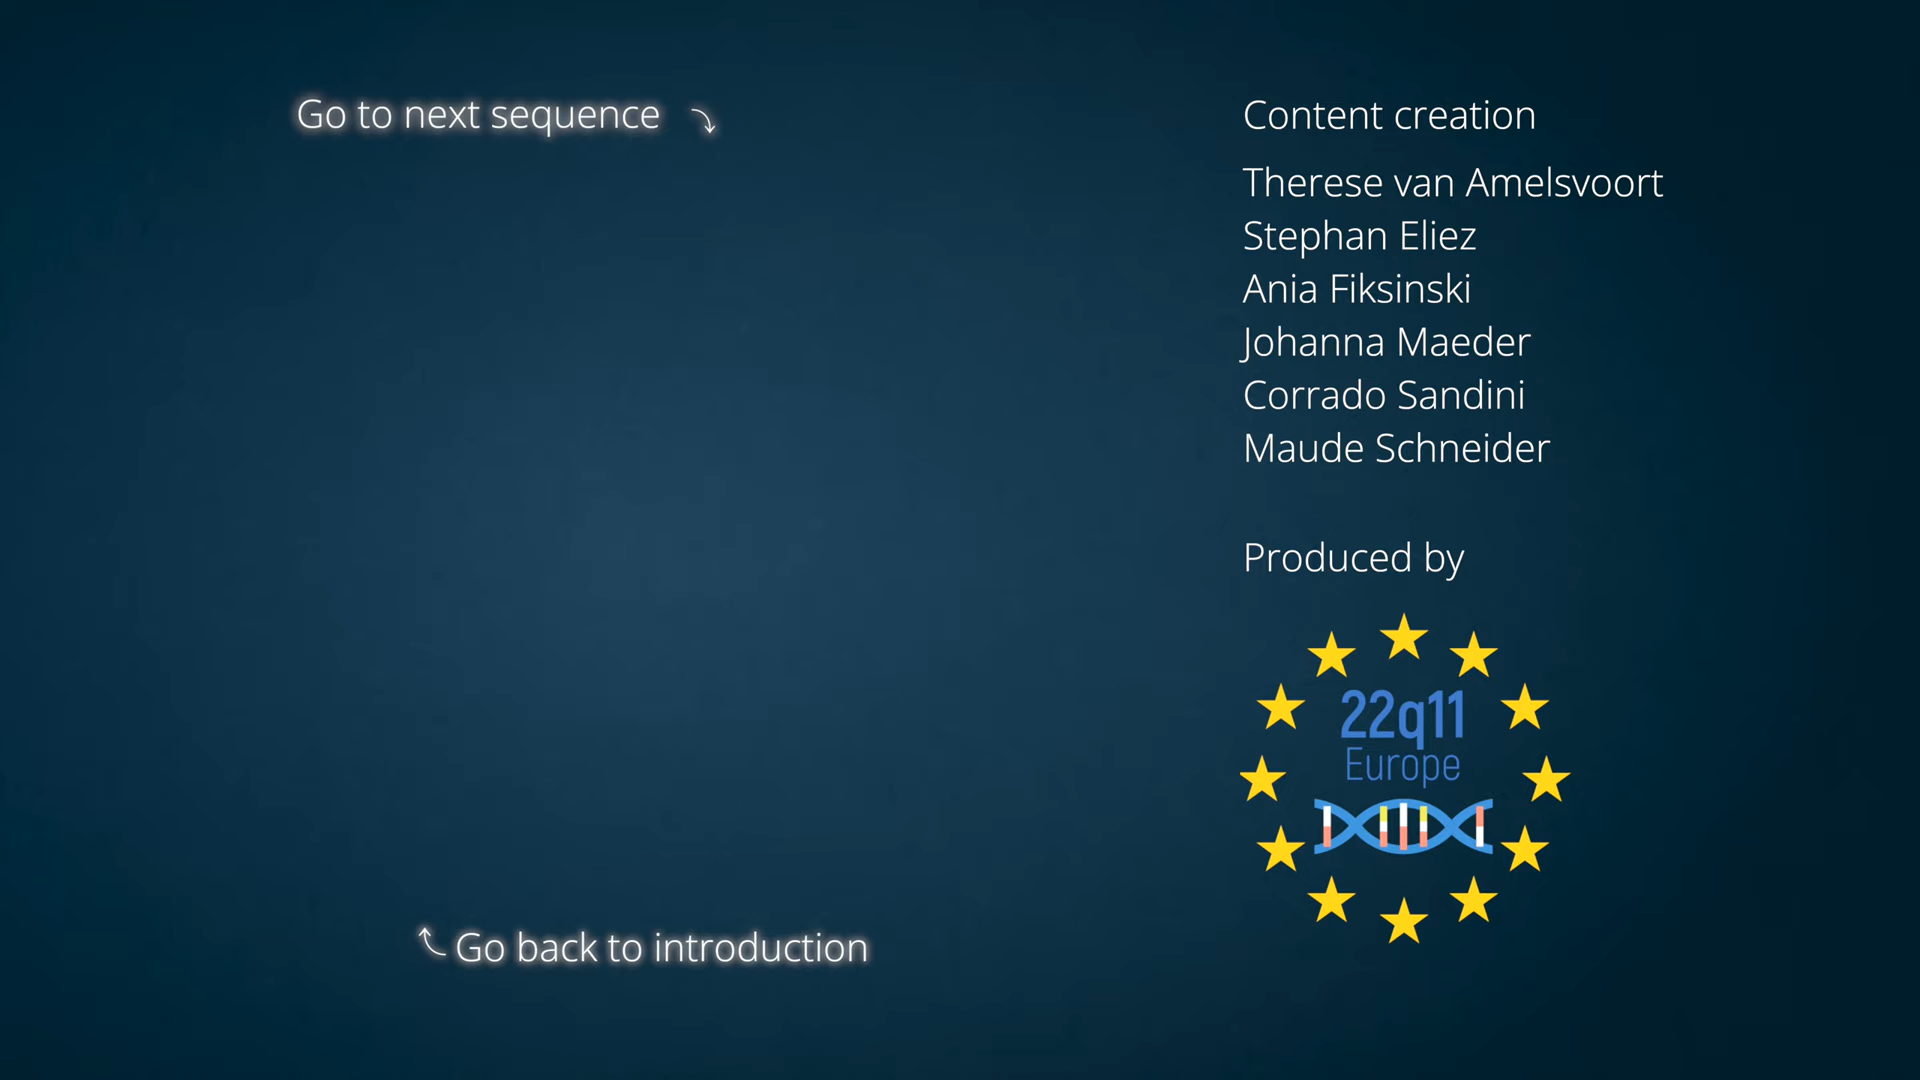 Go to next sequence
Content creation
Therese van Amelsvoort
Stephan Eliez
Ania Fiksinski
Johanna Maeder
Corrado Sandini
Maude Schneider
Produced by
22q11
Europe
Go back to introduction